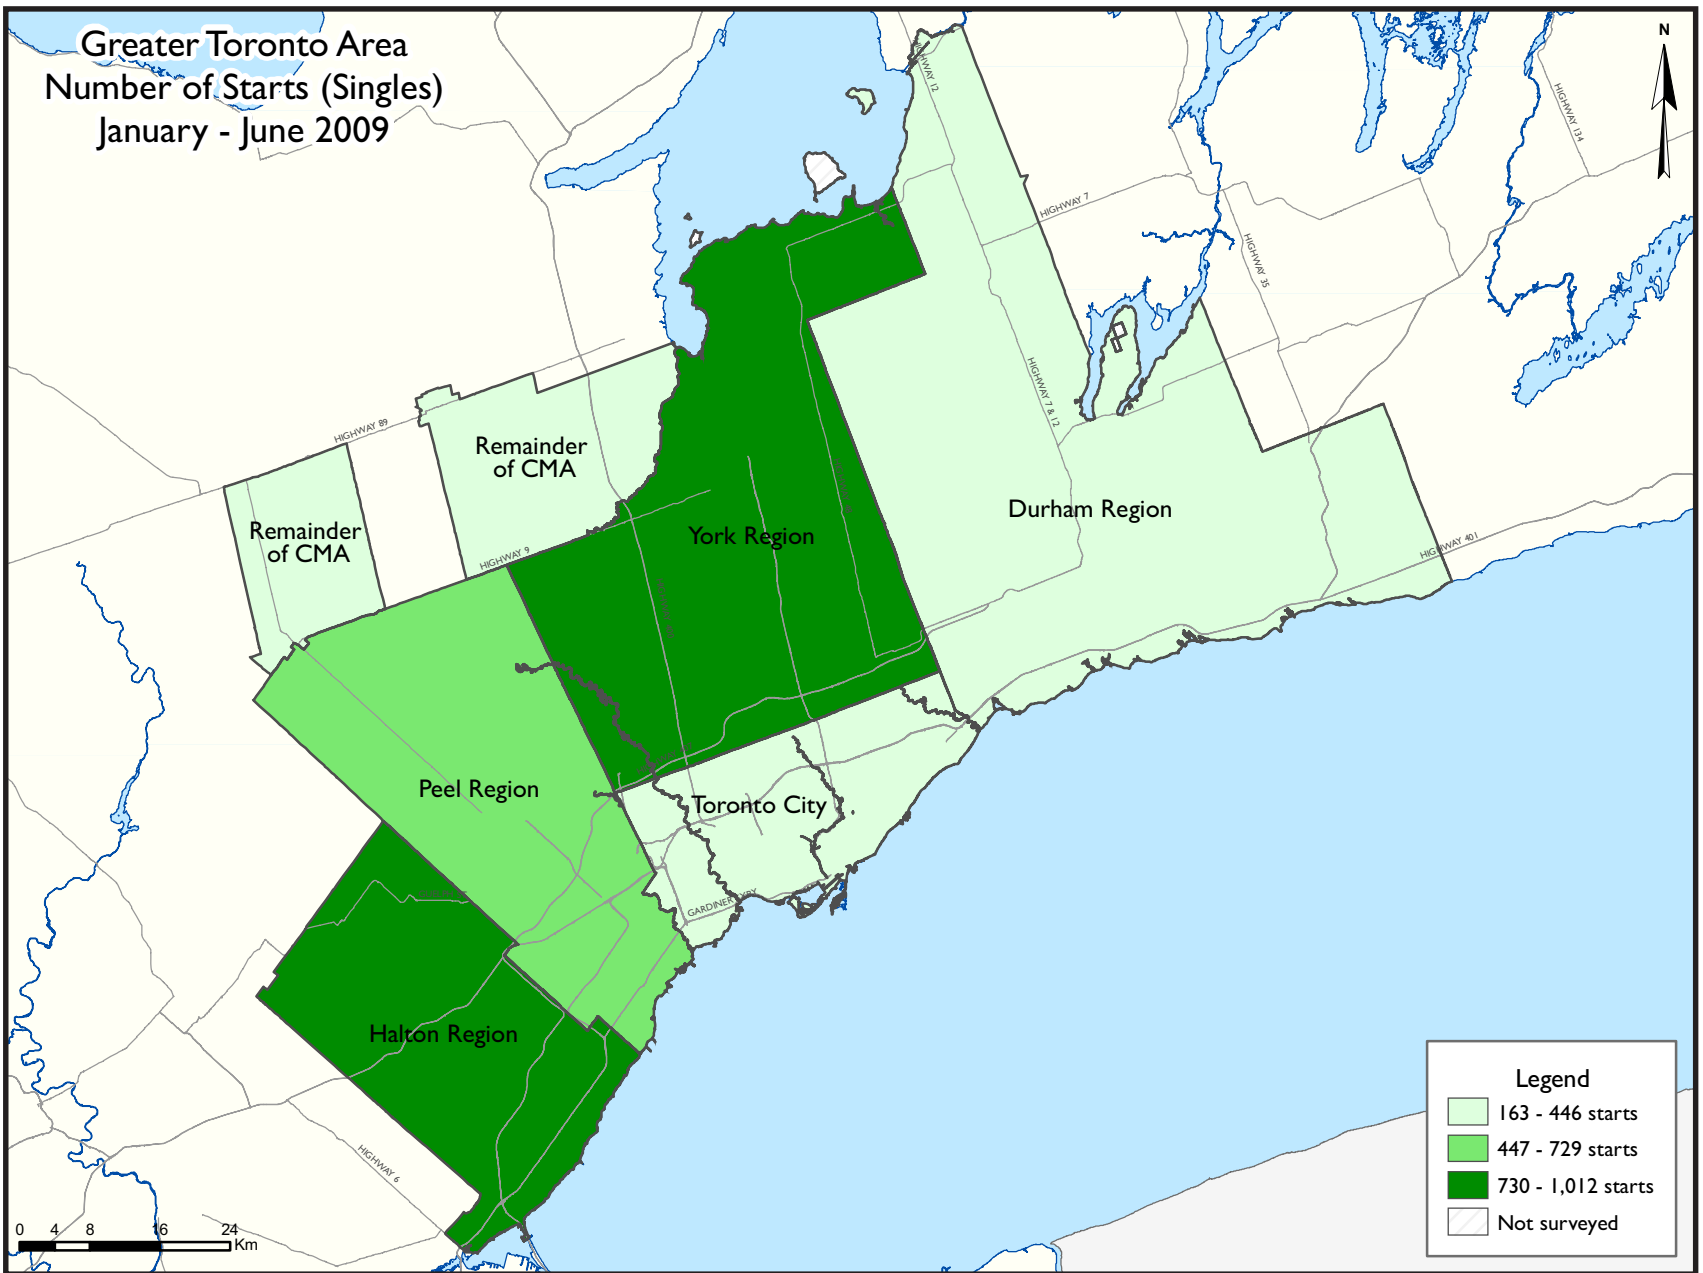 Greater Toronto Area
Number of Starts (Singles)
January - June 2009
N
HIGHWAY 12
HIGHWAY 134
HIGHWAY 7
HIGHWAY 35
HIGHWAY 7 & 12
HIGHWAY 89
Remainder
of CMA
Remainder
of CMA
HIGHWAY 9
York Region
Durham Region
HIGHWAY 401
Peel Region
Toronto City
GARDINER EXPY
Halton Region
HIGHWAY 6
Legend
163 - 446 starts
447 - 729 starts
730 - 1,012 starts
Not surveyed
0 4 8 16 24
Km